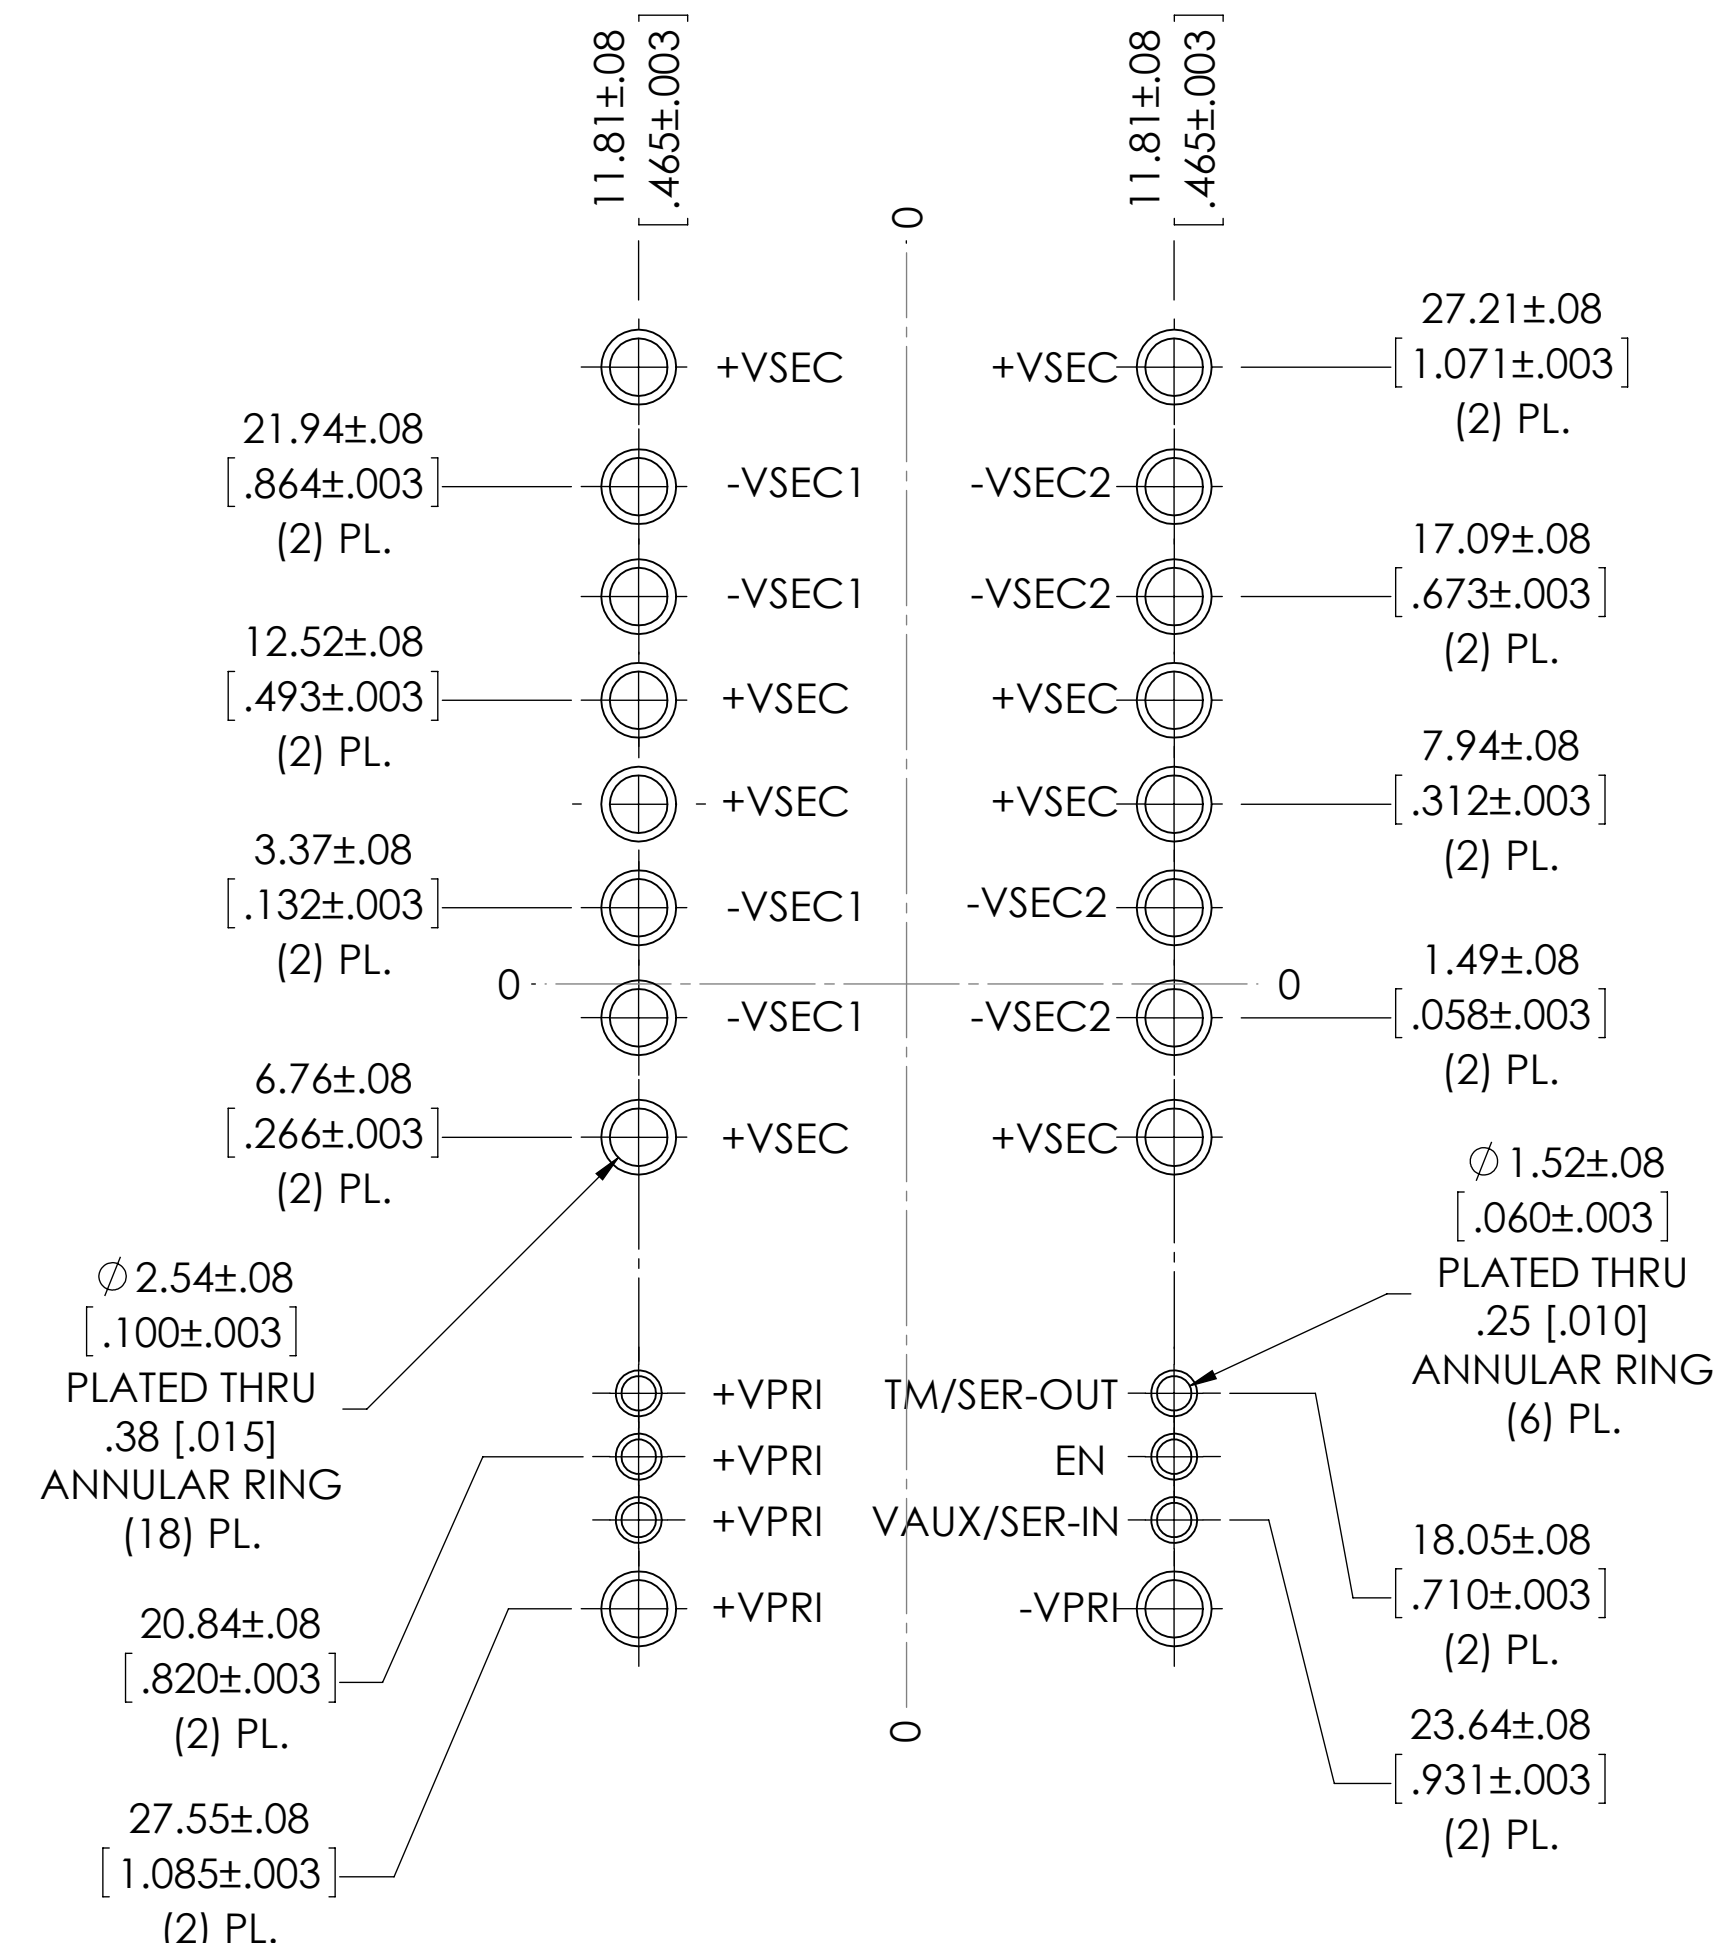 11.81±.08
[.465±.003]
11.81±.08
[.465±.003]
0
27.21±.08
[1.071±.003]
(2) PL.
+VSEC
+VSEC
21.94±.08
[.864±.003]
(2) PL.
-VSEC1
-VSEC2
17.09±.08
[.673±.003]
(2) PL.
-VSEC1
-VSEC2
12.52±.08
[.493±.003]
(2) PL.
+VSEC
+VSEC
7.94±.08
[.312±.003]
(2) PL.
+VSEC
+VSEC
3.37±.08
[.132±.003]
(2) PL.
-VSEC1
-VSEC2
0
0
1.49±.08
[.058±.003]
(2) PL.
-VSEC1
-VSEC2
6.76±.08
[.266±.003]
(2) PL.
+VSEC
+VSEC
∅1.52±.08
[.060±.003]
PLATED THRU
.25 [.010]
ANNULAR RING
(6) PL.
∅2.54±.08
[.100±.003]
PLATED THRU
.38 [.015]
ANNULAR RING
(18) PL.
+VPRI
TM/SER-OUT
+VPRI
EN
+VPRI
VAUX/SER-IN
+VPRI
-VPRI
18.05±.08
[.710±.003]
(2) PL.
20.84±.08
[.820±.003]
(2) PL.
0
23.64±.08
[.931±.003]
(2) PL.
27.55±.08
[1.085±.003]
(2) PL.